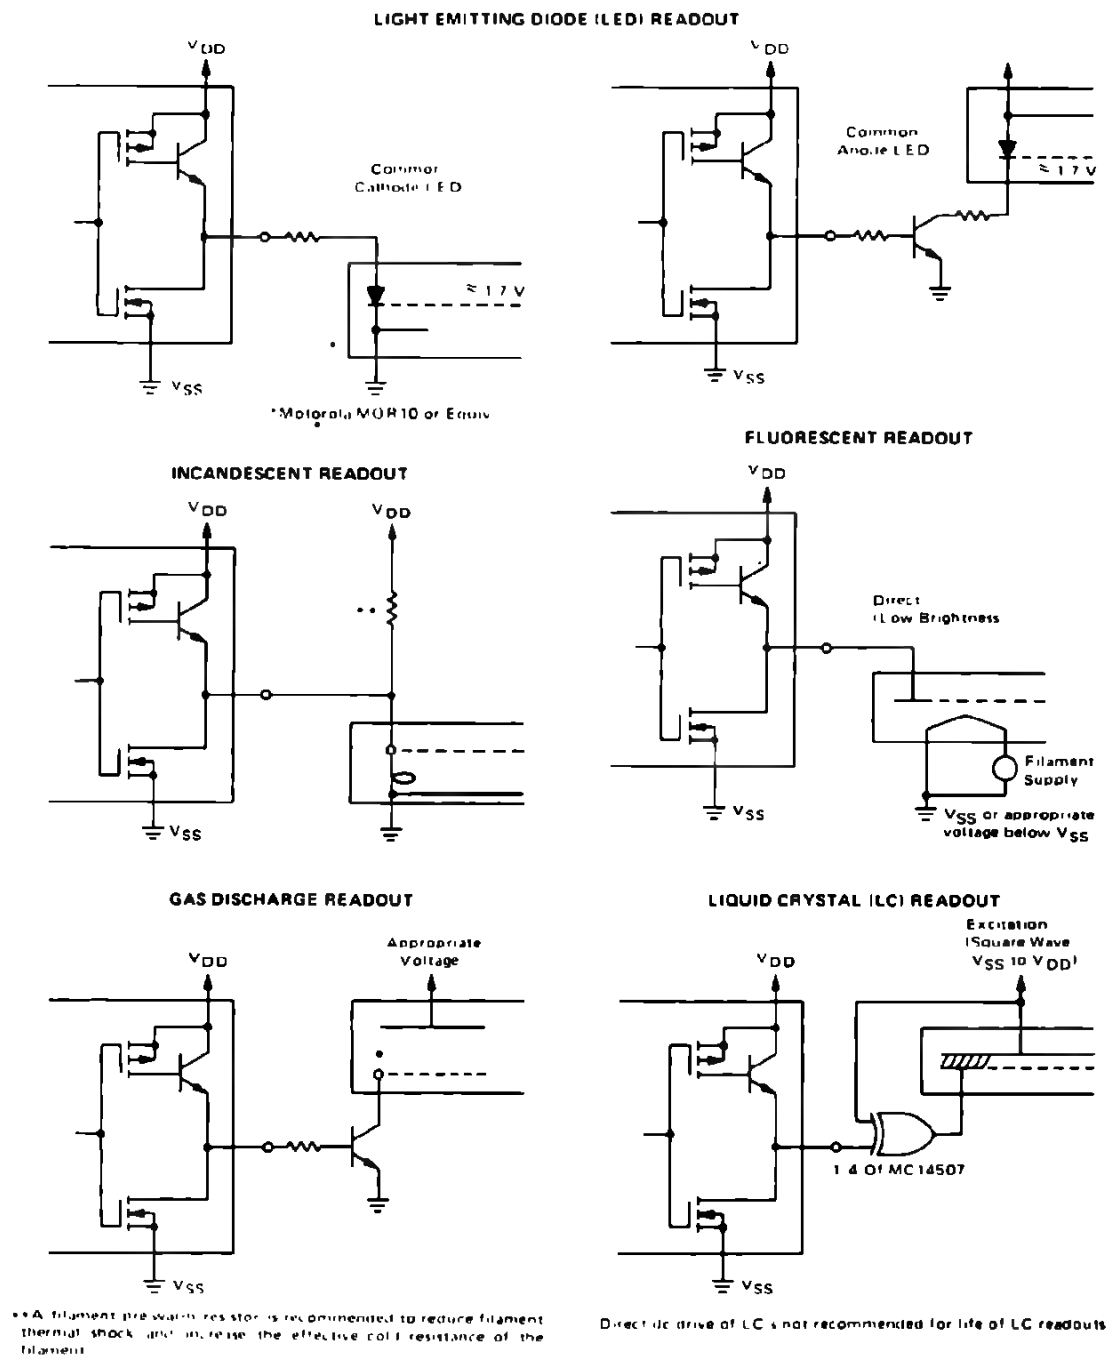 LIGHT EMITTING DIODE (LED) READOUT
VDD
Common
Cathode LED
≈ 1.7 V
VSS
*Motorola MOR10 or Equiv
VDD
Common
Anode LED
≈ 1.7 V
VSS
INCANDESCENT READOUT
VDD
VDD
**
VSS
FLUORESCENT READOUT
VDD
Direct
(Low Brightness
Filament
Supply
VSS or appropriate
voltage below VSS
VSS
GAS DISCHARGE READOUT
Appropriate
Voltage
VDD
VSS
LIQUID CRYSTAL (LC) READOUT
Excitation
(Square Wave
VSS to VDD)
VDD
1 4 Of MC14507
VSS
**A filament pre warm resistor is recommended to reduce filament
thermal shock and increase the effective cold resistance of the
filament
Direct dc drive of LC s not recommended for life of LC readouts